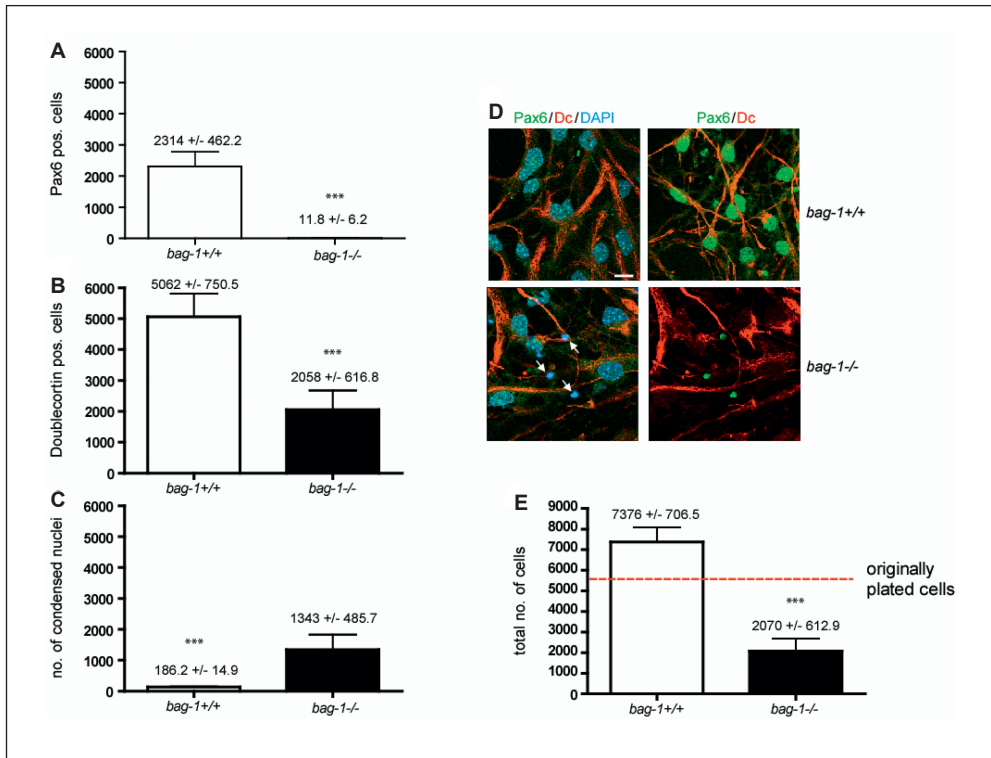 A
6000
5000
4000
3000
2000
1000
0
Pax6 pos. cells
2314 +/- 462.2
***
11.8 +/- 6.2
bag-1+/+
bag-1-/-
B
6000
5000
4000
3000
2000
1000
0
Doublecortin pos. cells
5062 +/- 750.5
***
2058 +/- 616.8
bag-1+/+
bag-1-/-
C
6000
5000
4000
3000
2000
1000
0
no. of condensed nuclei
***
186.2 +/- 14.9
1343 +/- 485.7
bag-1+/+
bag-1-/-
D
Pax6/Dc/DAPI
Pax6/Dc
bag-1+/+
bag-1-/-
E
9000
8000
7000
6000
5000
4000
3000
2000
1000
0
total no. of cells
7376 +/- 706.5
originally
plated cells
***
2070 +/- 612.9
bag-1+/+
bag-1-/-